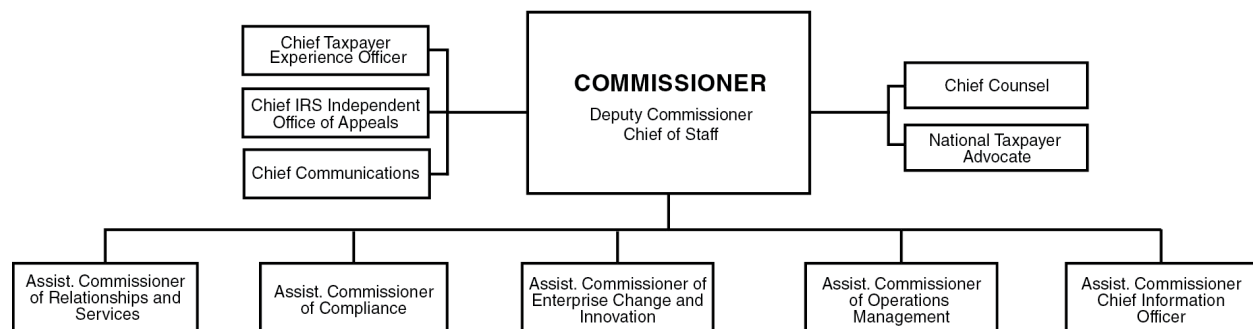 Chief Taxpayer
Experience Officer
Chief IRS Independent
Office of Appeals
Chief Communications
COMMISSIONER
Deputy Commissioner
Chief of Staff
Chief Counsel
National Taxpayer
Advocate
Assist. Commissioner
of Relationships and
Services
Assist. Commissioner
of Compliance
Assist. Commissioner of
Enterprise Change and
Innovation
Assist. Commissioner
of Operations
Management
Assist. Commissioner
Chief Information
Officer